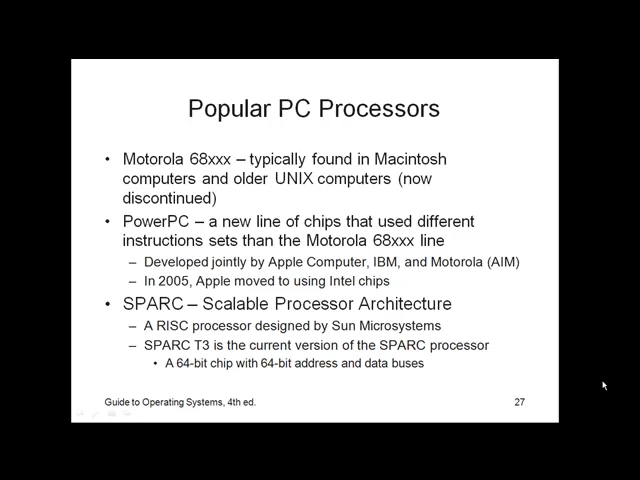 Popular PC Processors
• Motorola 68xxx – typically found in Macintosh
computers and older UNIX computers (now
discontinued)
• PowerPC – a new line of chips that used different
instructions sets than the Motorola 68xxx line
– Developed jointly by Apple Computer, IBM, and Motorola (AIM)
– In 2005, Apple moved to using Intel chips
• SPARC – Scalable Processor Architecture
– A RISC processor designed by Sun Microsystems
– SPARC T3 is the current version of the SPARC processor
• A 64-bit chip with 64-bit address and data buses
Guide to Operating Systems, 4th ed. 27